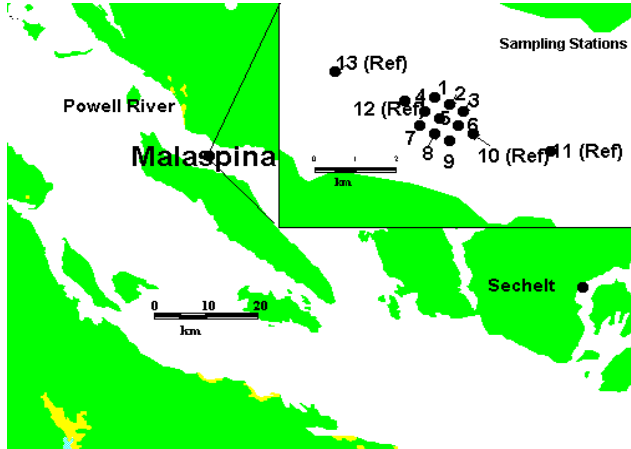 Sampling Stations
13 (Ref)
1
4 2 3
12 (Ref)
5 6
7
8 10 (Ref) 11 (Ref)
9
0 1 2
km
Powell River
Malaspina
Sechelt
0 10 20
km